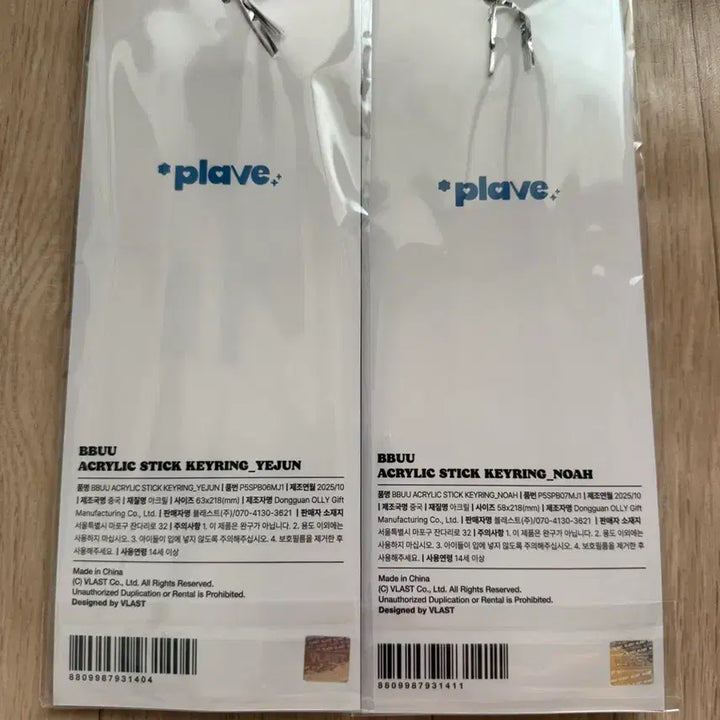 *plave
BBUU
ACRYLIC STICK KEYRING_YEJUN
품명 BBUU ACRYLIC STICK KEYRING_YEJUN | 품번 P5SPB06MJ1 | 제조연월 2025/10
| 제조국명 중국 | 재질명 아크릴 | 사이즈 63x218(mm) | 제조자명 Dongguan OLLY Gift
Manufacturing Co., Ltd. | 판매자명 블래스트(주)/070-4130-3621 | 판매자 소재지
서울특별시 마포구 잔다리로 32 | 주의사항 1. 이 제품은 완구가 아닙니다. 2. 용도 이외에는
사용하지 마십시오. 3. 아이들이 입에 넣지 않도록 주의해주십시오. 4. 보호필름을 제거한 후
사용해주세요. | 사용연령 14세 이상
Made in China
(C) VLAST Co., Ltd. All Rights Reserved.
Unauthorized Duplication or Rental is Prohibited.
Designed by VLAST
8809987931404
*plave
BBUU
ACRYLIC STICK KEYRING_NOAH
품명 BBUU ACRYLIC STICK KEYRING_NOAH | 품번 P5SPB07MJ1 | 제조연월 2025/10
| 제조국명 중국 | 재질명 아크릴 | 사이즈 58x218(mm) | 제조자명 Dongguan OLLY Gift
Manufacturing Co., Ltd. | 판매자명 블래스트(주)/070-4130-3621 | 판매자 소재지
서울특별시 마포구 잔다리로 32 | 주의사항 1. 이 제품은 완구가 아닙니다. 2. 용도 이외에는
사용하지 마십시오. 3. 아이들이 입에 넣지 않도록 주의해주십시오. 4. 보호필름을 제거한 후
사용해주세요. | 사용연령 14세 이상
Made in China
(C) VLAST Co., Ltd. All Rights Reserved.
Unauthorized Duplication or Rental is Prohibited.
Designed by VLAST
8809987931411